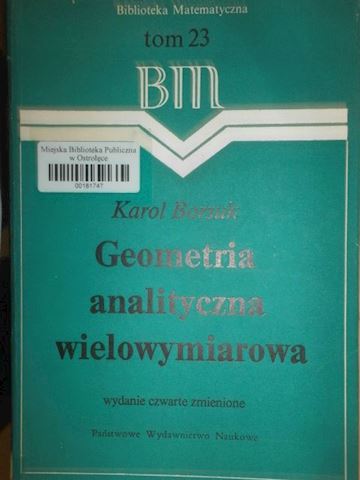 Biblioteka Matematyczna
tom 23
BM
Miejska Biblioteka Publiczna
w Ostrołęce
00181747
Karol Borsuk
Geometria
analityczna
wielowymiarowa
wydanie czwarte zmienione
Państwowe Wydawnictwo Naukowe